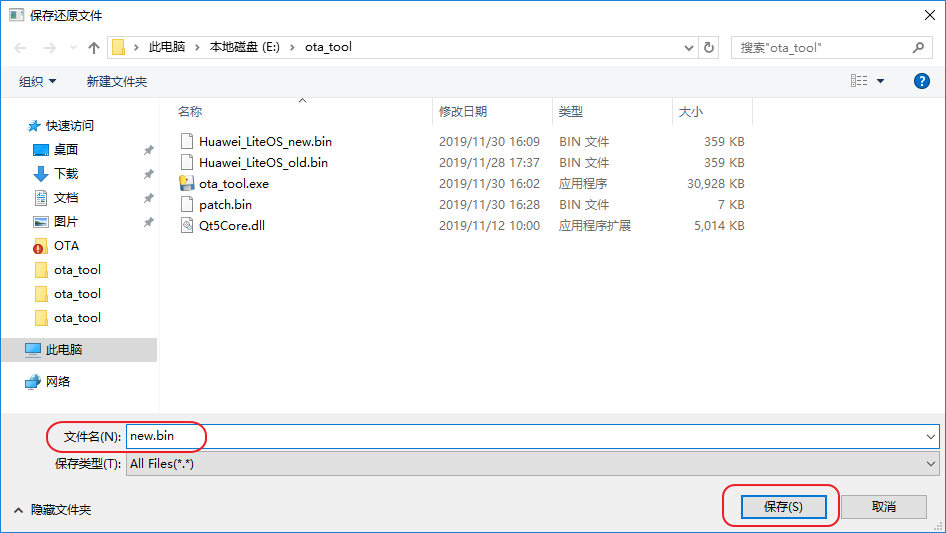 保存还原文件
此电脑 本地磁盘 (E:) ota_tool
搜索"ota_tool"
组织 新建文件夹
名称 修改日期 类型 大小
快速访问
桌面
下载
文档
图片
OTA
ota_tool
ota_tool
ota_tool
此电脑
网络
Huawei_LiteOS_new.bin 2019/11/30 16:09 BIN 文件 359 KB
Huawei_LiteOS_old.bin 2019/11/28 17:37 BIN 文件 359 KB
ota_tool.exe 2019/11/30 16:02 应用程序 30,928 KB
patch.bin 2019/11/30 16:28 BIN 文件 7 KB
Qt5Core.dll 2019/11/12 10:00 应用程序扩展 5,014 KB
文件名(N): new.bin
保存类型(T): All Files(*.*)
隐藏文件夹 保存(S) 取消